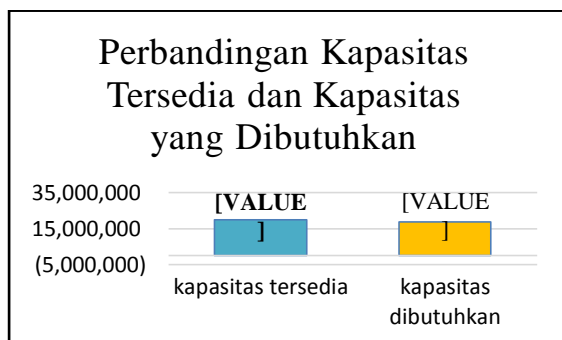 Perbandingan Kapasitas
Tersedia dan Kapasitas
yang Dibutuhkan
35,000,000
15,000,000
(5,000,000)
[VALUE
]
[VALUE
]
kapasitas tersedia
kapasitas
dibutuhkan